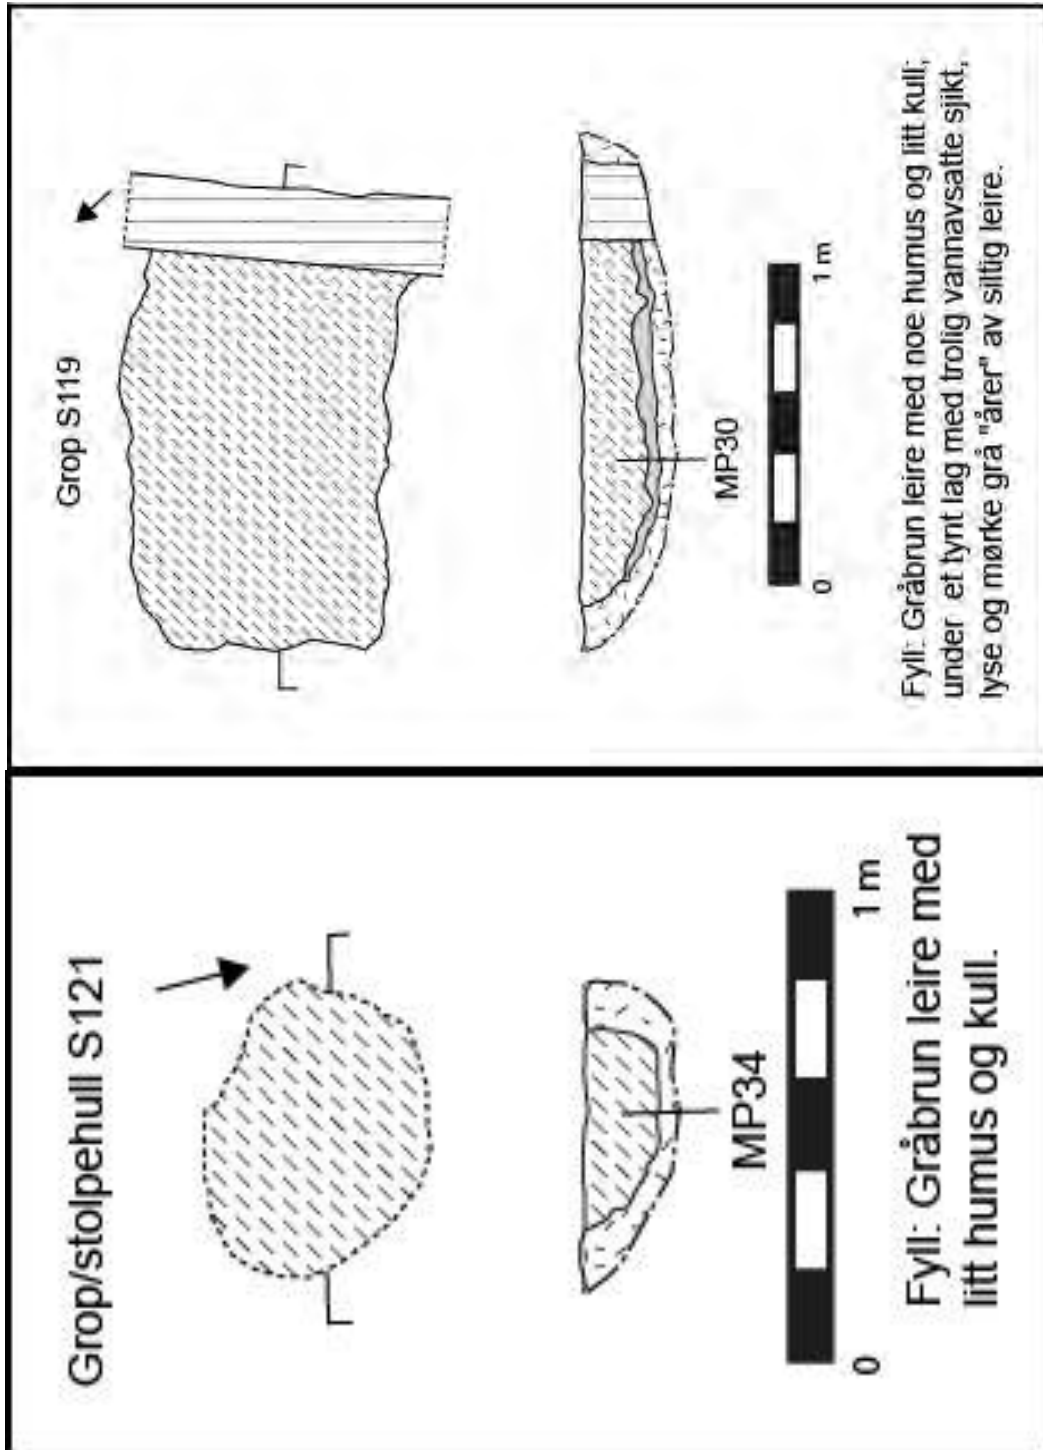 Grop/stolpehull S121
MP34
0
1 m
Fyll: Gråbrun leire med
litt humus og kull.
Grop S119
MP30
0
1 m
Fyll: Gråbrun leire med noe humus og litt kull,
under et tynt lag med trolig vannavsatte sjikt,
lyse og mørke grå "årer" av siltig leire.